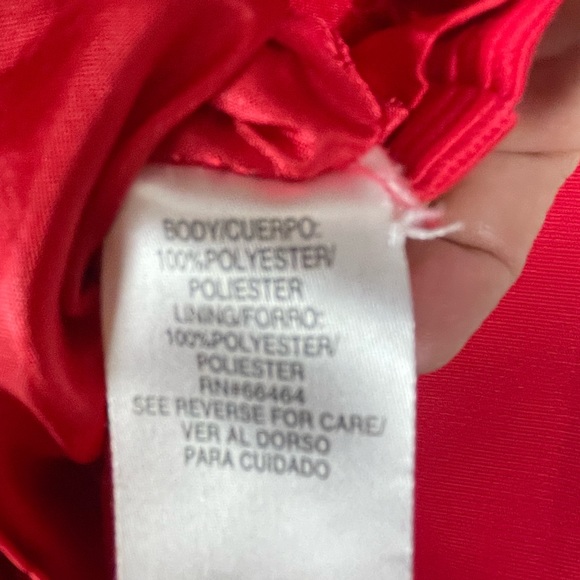 BODY/CUERPO:
100%POLYESTER/
POLIESTER
LINING/FORRO:
100%POLYESTER/
POLIESTER
RN#66464
SEE REVERSE FOR CARE/
VER AL DORSO
PARA CUIDADO